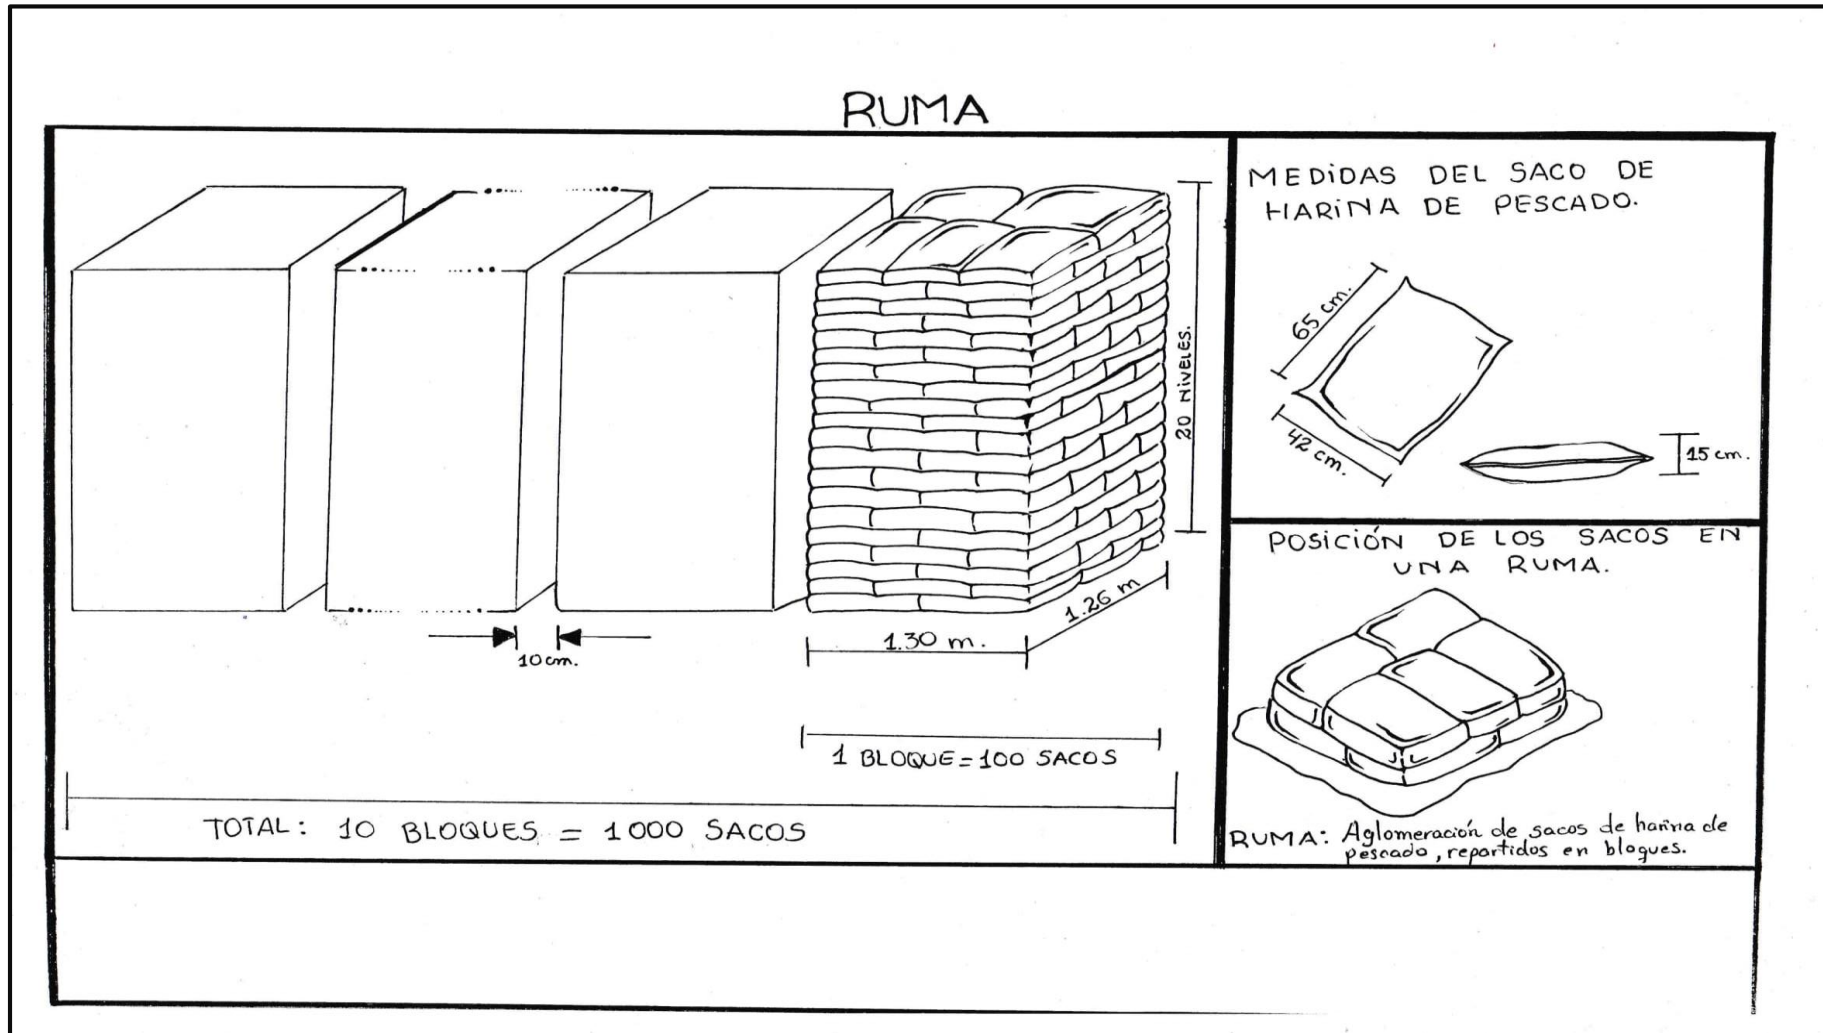 RUMA
20 NIVELES.
1.26 m
1.30 m.
10 cm.
1 BLOQUE = 100 SACOS
TOTAL: 10 BLOQUES = 1000 SACOS
MEDIDAS DEL SACO DE
HARINA DE PESCADO.
65 cm.
42 cm.
15 cm.
POSICIÓN DE LOS SACOS EN
UNA RUMA.
RUMA: Aglomeración de sacos de harina de
pescado, repartidos en bloques.